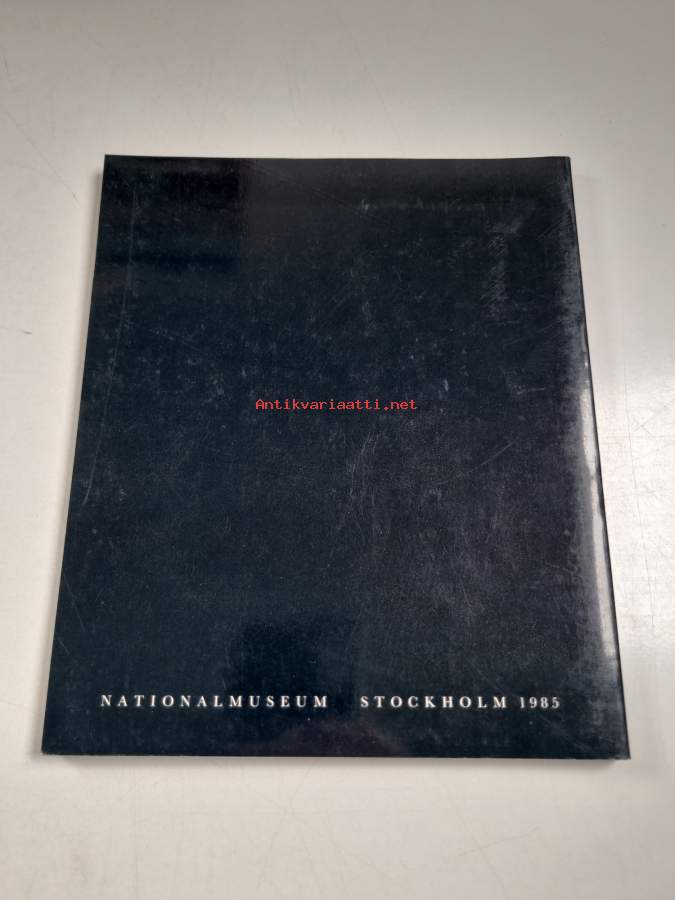 Antikvariaatti.net
NATIONALMUSEUM STOCKHOLM 1985